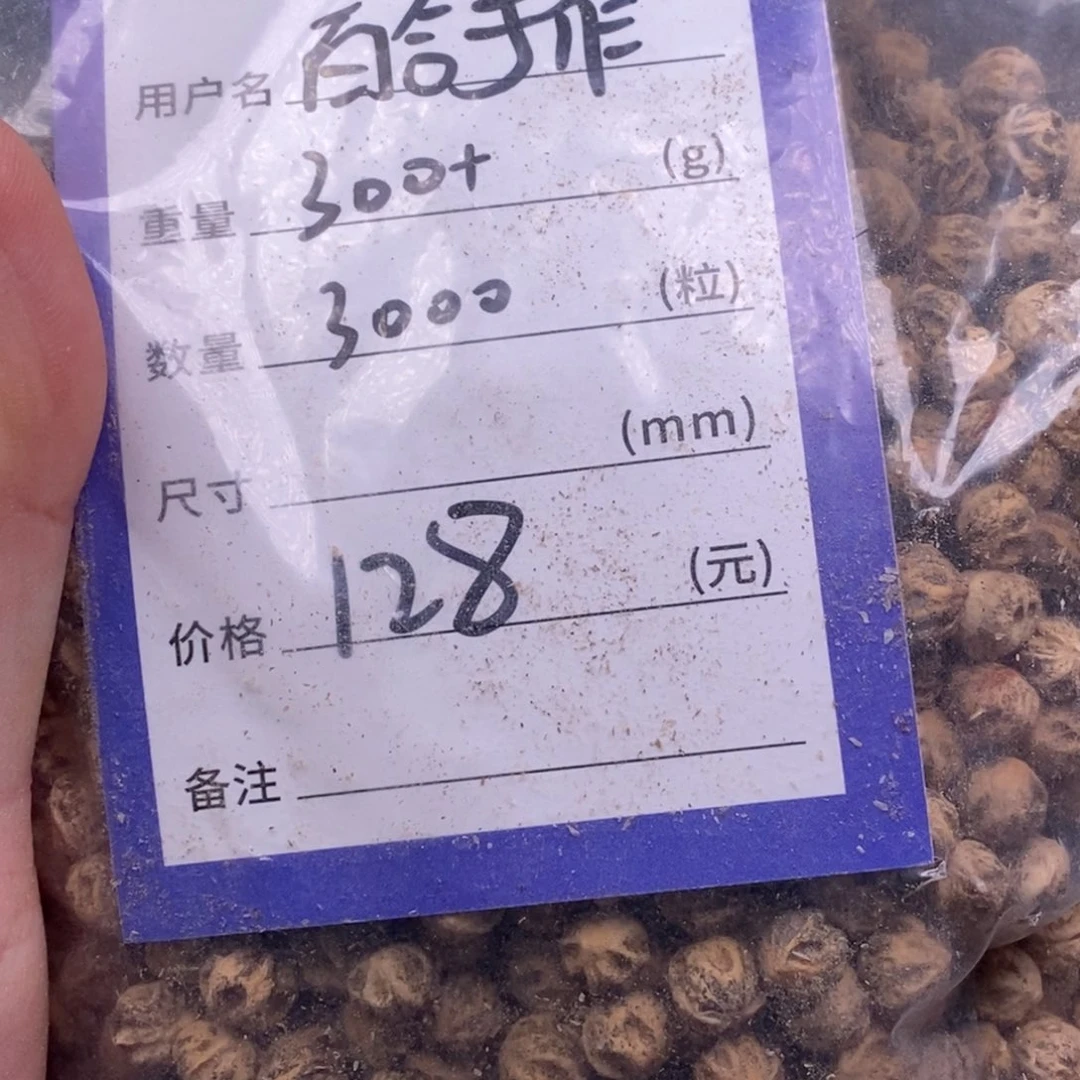 用户名 百合手作
重量 300+ (g)
数量 3000 (粒)
尺寸 (mm)
价格 128 (元)
备注